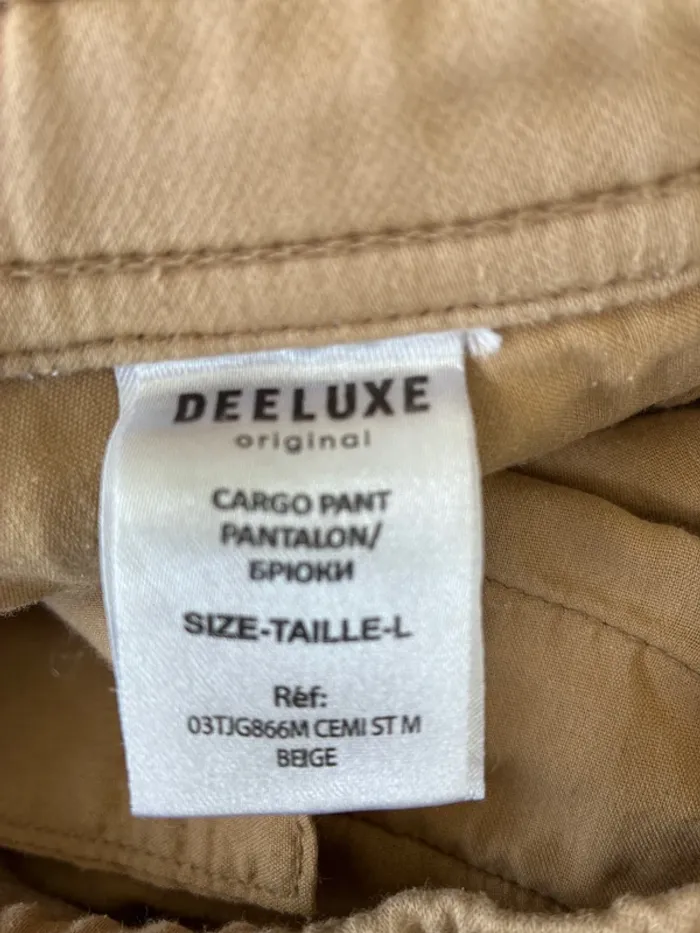 DEELUXE
original
CARGO PANT
PANTALON/
БРЮКИ
SIZE-TAILLE-L
Réf:
03TJG866M CEMI ST M
BEIGE